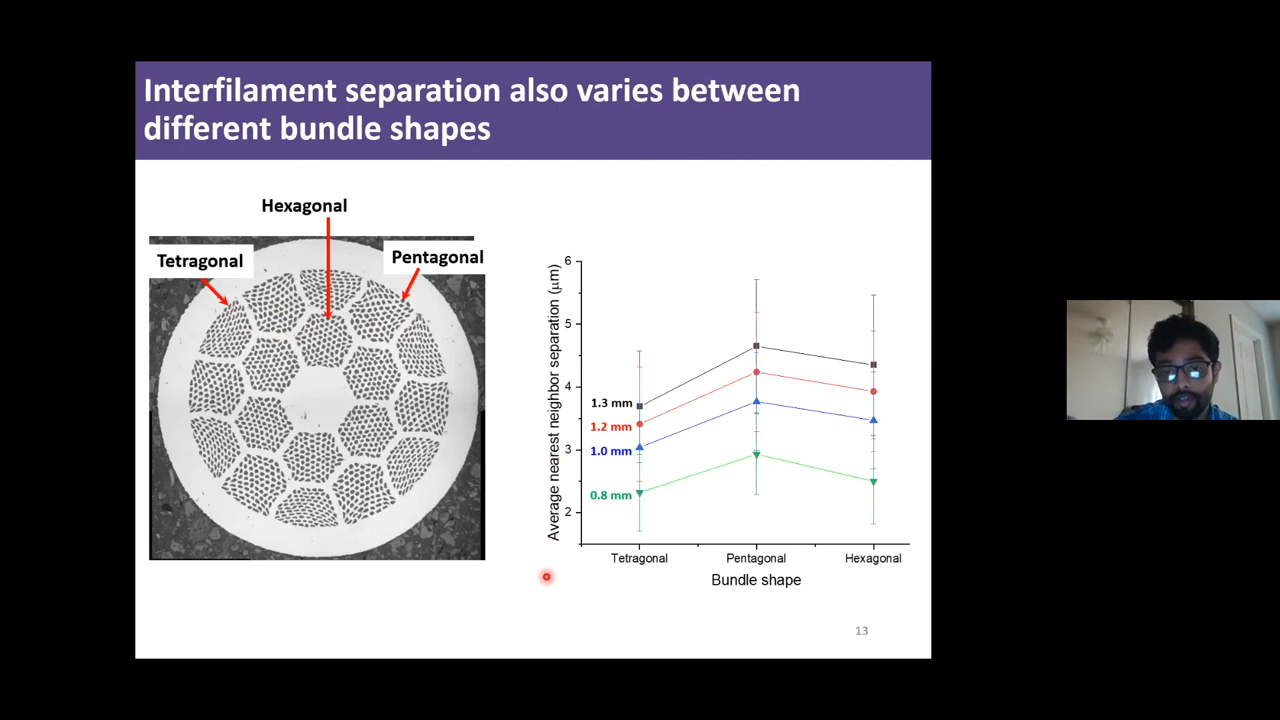 Interfilament separation also varies between
different bundle shapes
Hexagonal
Tetragonal
Pentagonal
Average nearest neighbor separation (μm)
6
5
4
3
2
1.3 mm
1.2 mm
1.0 mm
0.8 mm
Tetragonal
Pentagonal
Hexagonal
Bundle shape
13